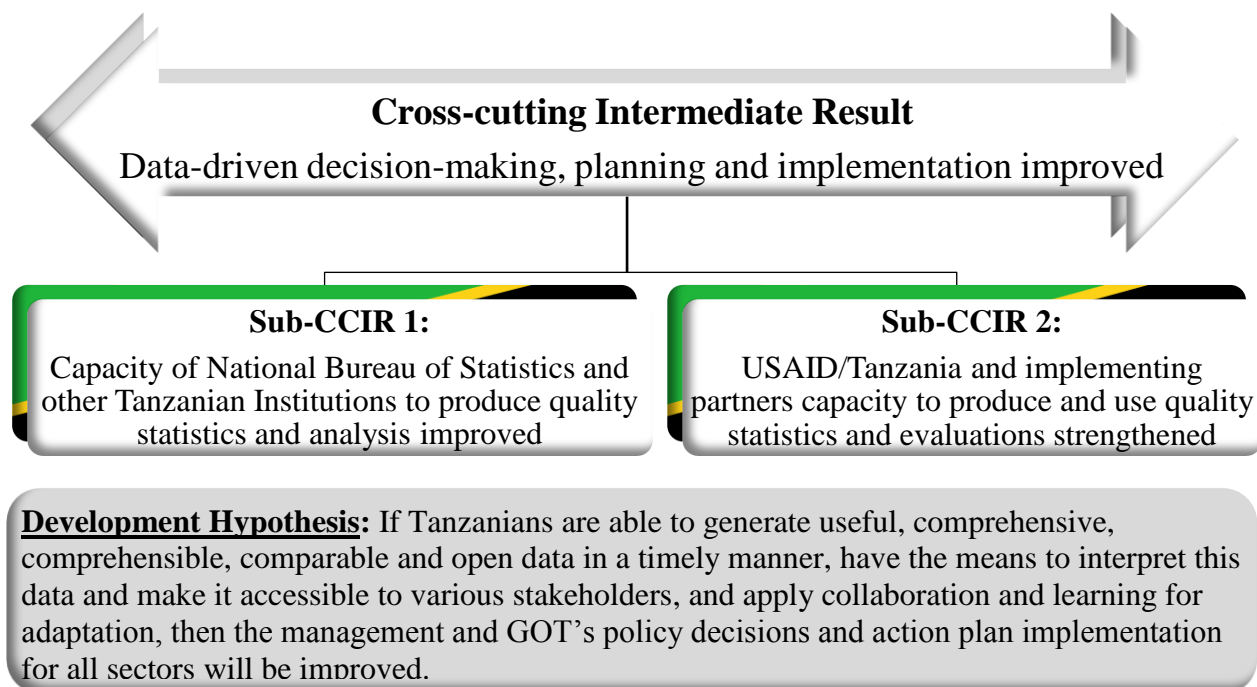 Cross-cutting Intermediate Result
Data-driven decision-making, planning and implementation improved
Sub-CCIR 1:
Capacity of National Bureau of Statistics and
other Tanzanian Institutions to produce quality
statistics and analysis improved
Sub-CCIR 2:
USAID/Tanzania and implementing
partners capacity to produce and use quality
statistics and evaluations strengthened
Development Hypothesis: If Tanzanians are able to generate useful, comprehensive,
comprehensible, comparable and open data in a timely manner, have the means to interpret this
data and make it accessible to various stakeholders, and apply collaboration and learning for
adaptation, then the management and GOT's policy decisions and action plan implementation
for all sectors will be improved.